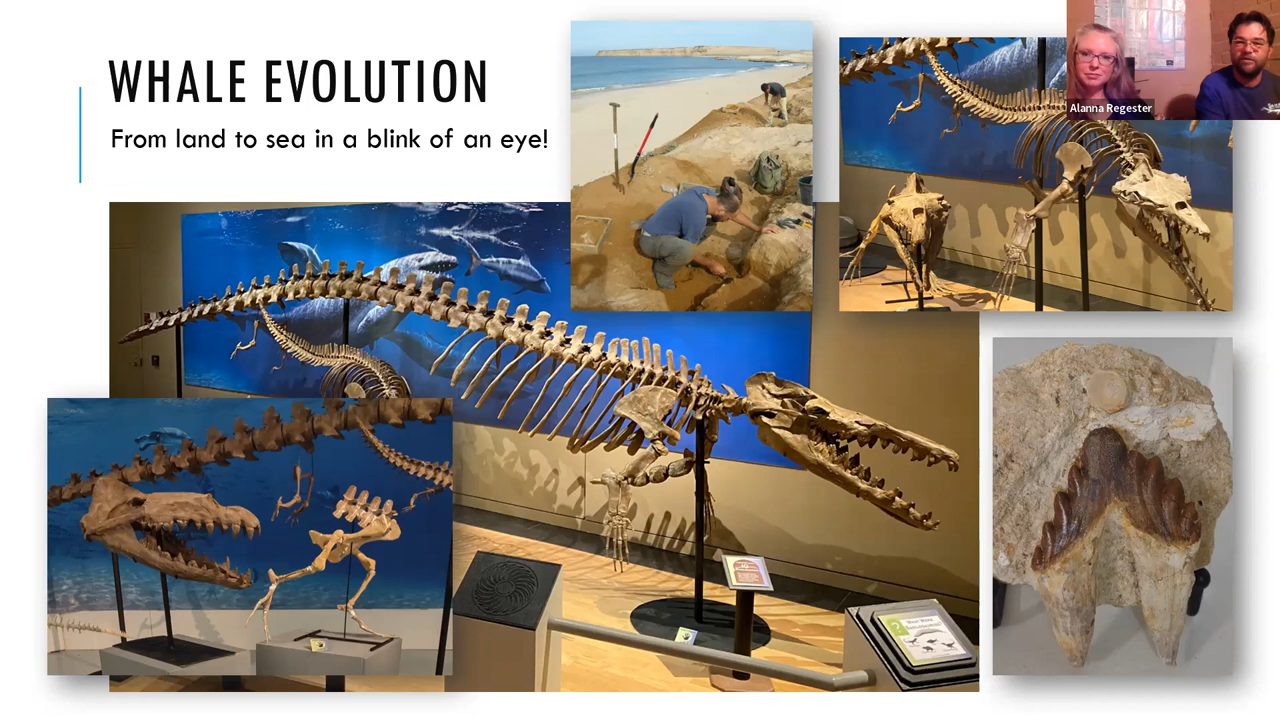 WHALE EVOLUTION
From land to sea in a blink of an eye!
Alanna Regester